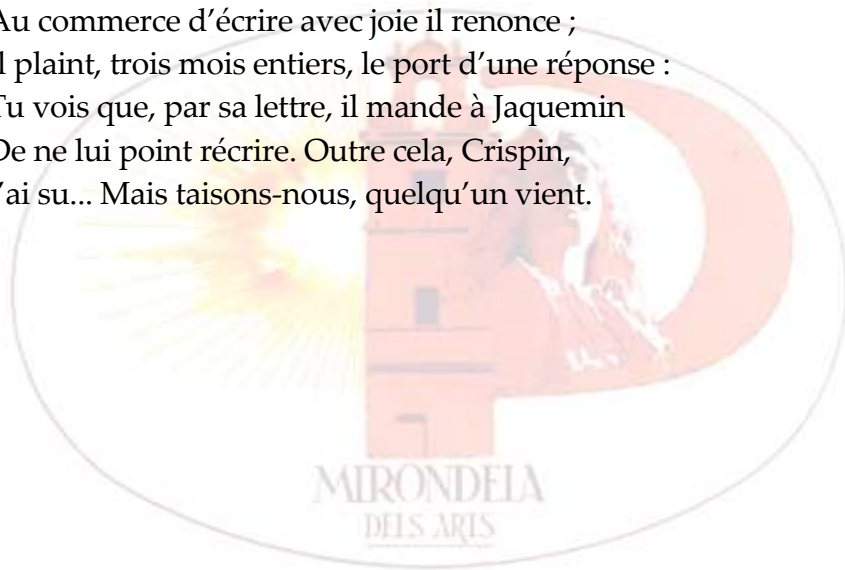 Au commerce d’écrire avec joie il renonce ;
l plaint, trois mois entiers, le port d’une réponse :
Tu vois que, par sa lettre, il mande à Jaquemin
De ne lui point récrire. Outre cela, Crispin,
’ai su... Mais taisons-nous, quelqu’un vient.
MIRONDELA
DELS ARTS